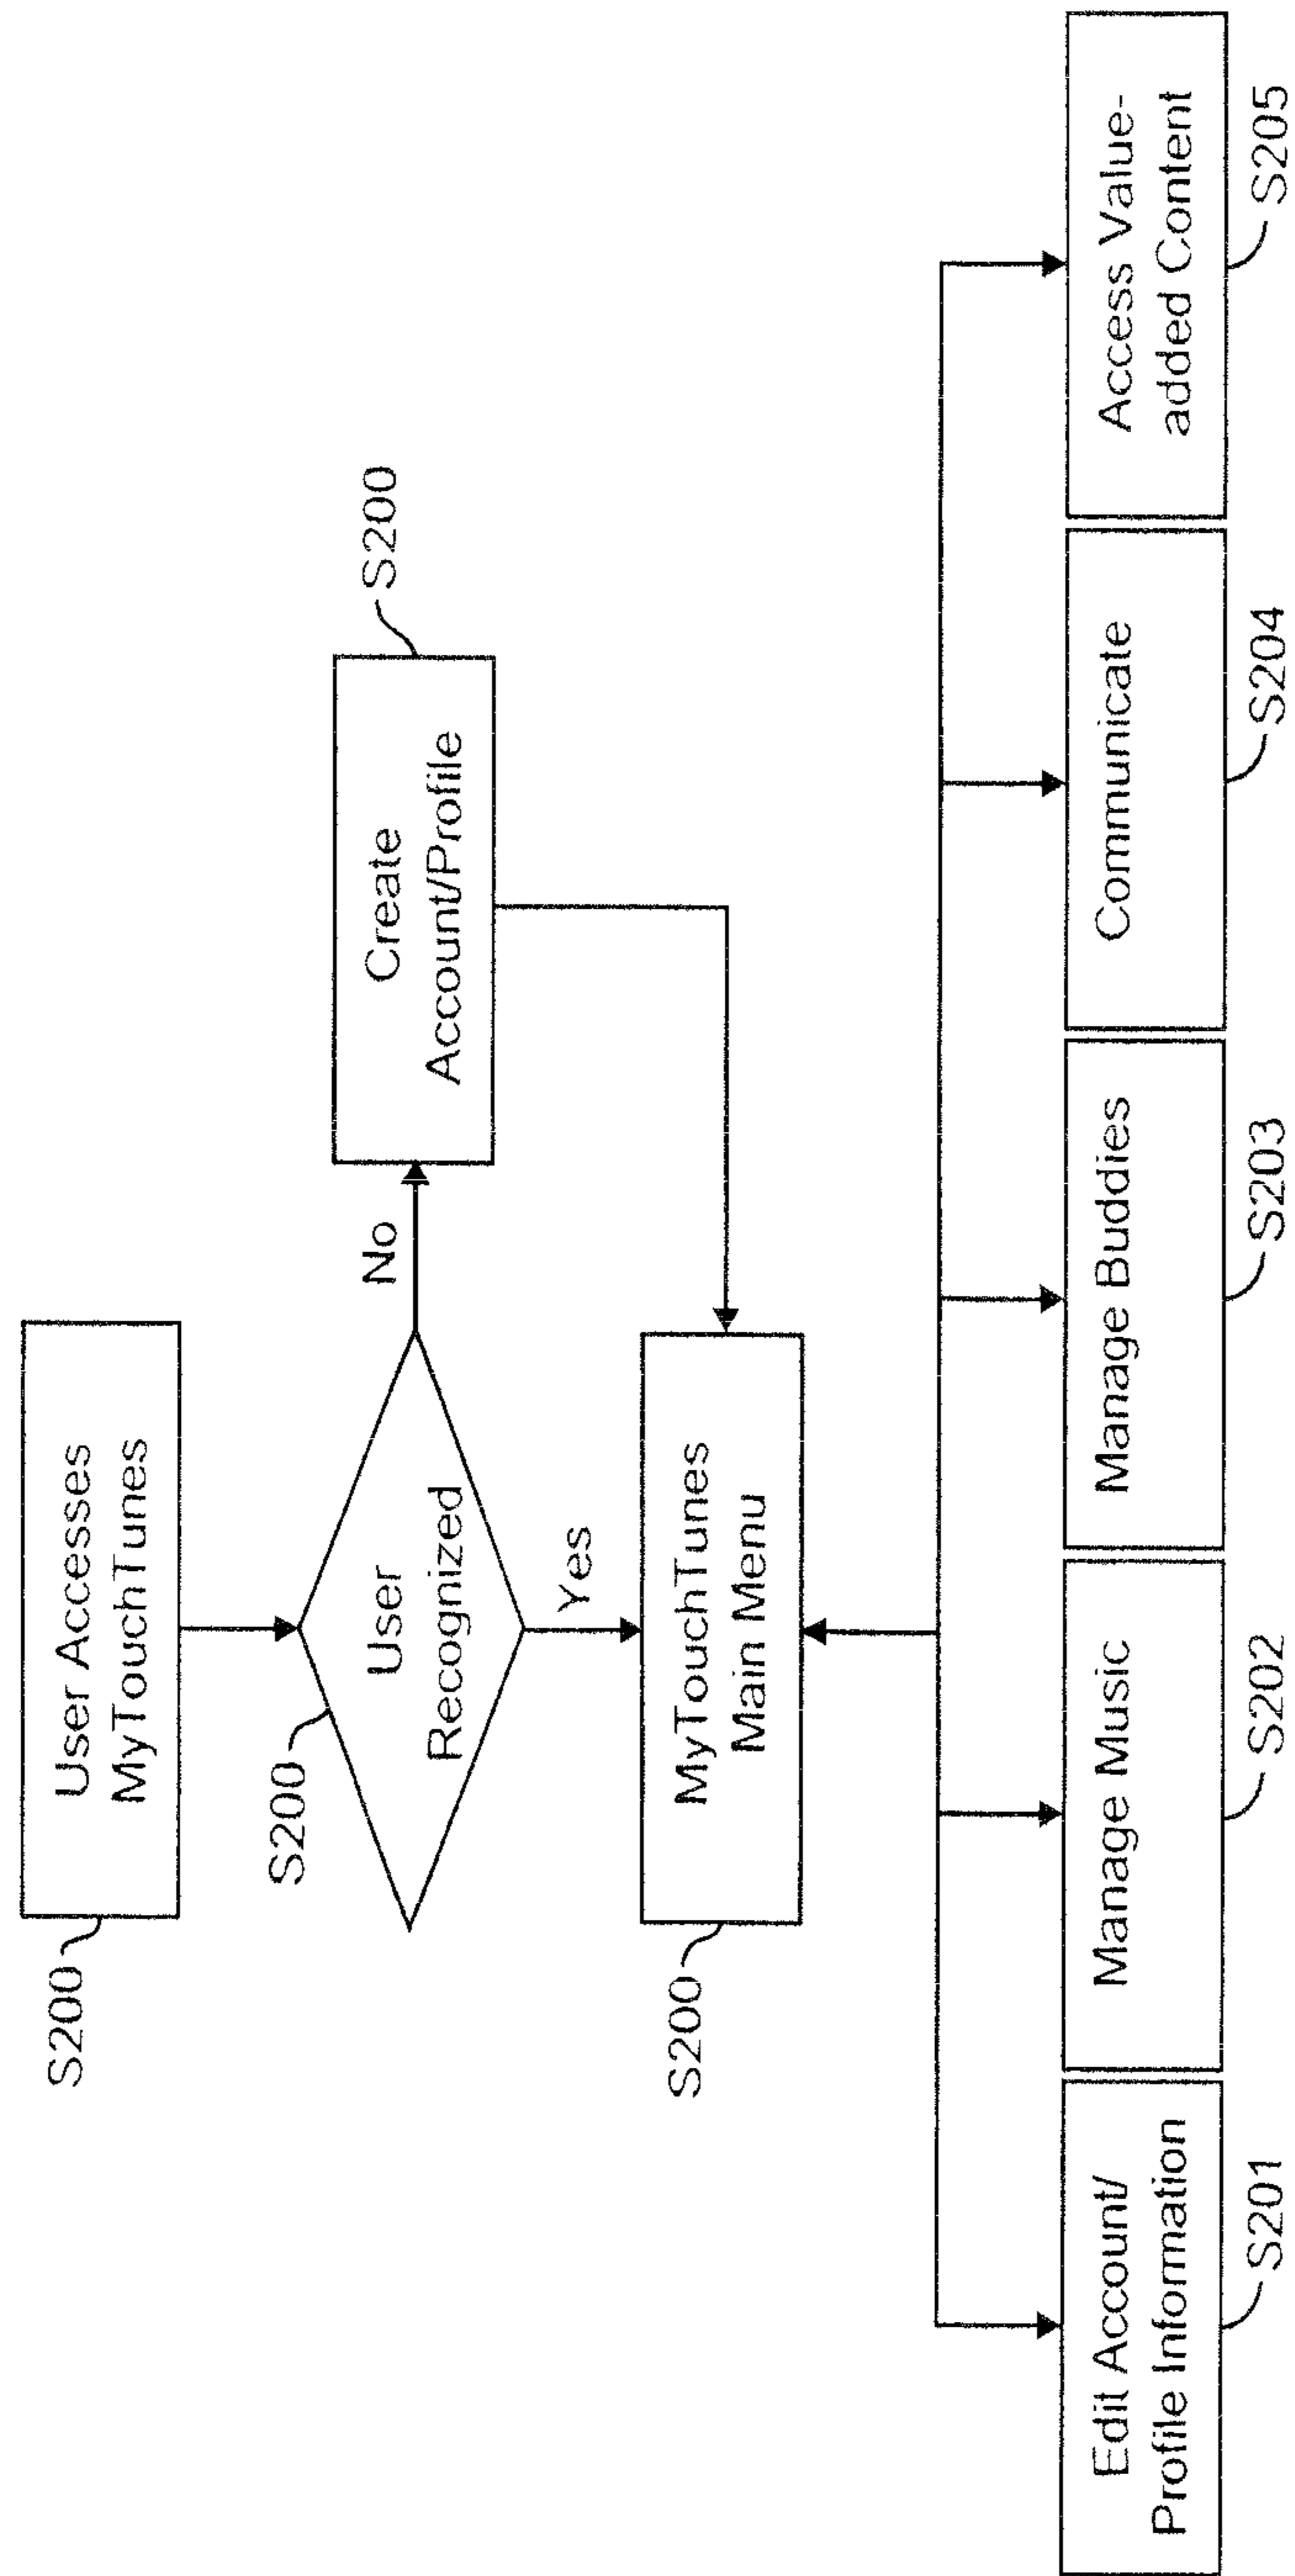 User Accesses
MyTouchTunes
S200
User
Recognized
S200
No
Create
Account/Profile
S200
Yes
MyTouchTunes
Main Menu
S200
Edit Account/
Profile Information
S201
Manage Music
S202
Manage Buddies
S203
Communicate
S204
Access Value-
added Content
S205